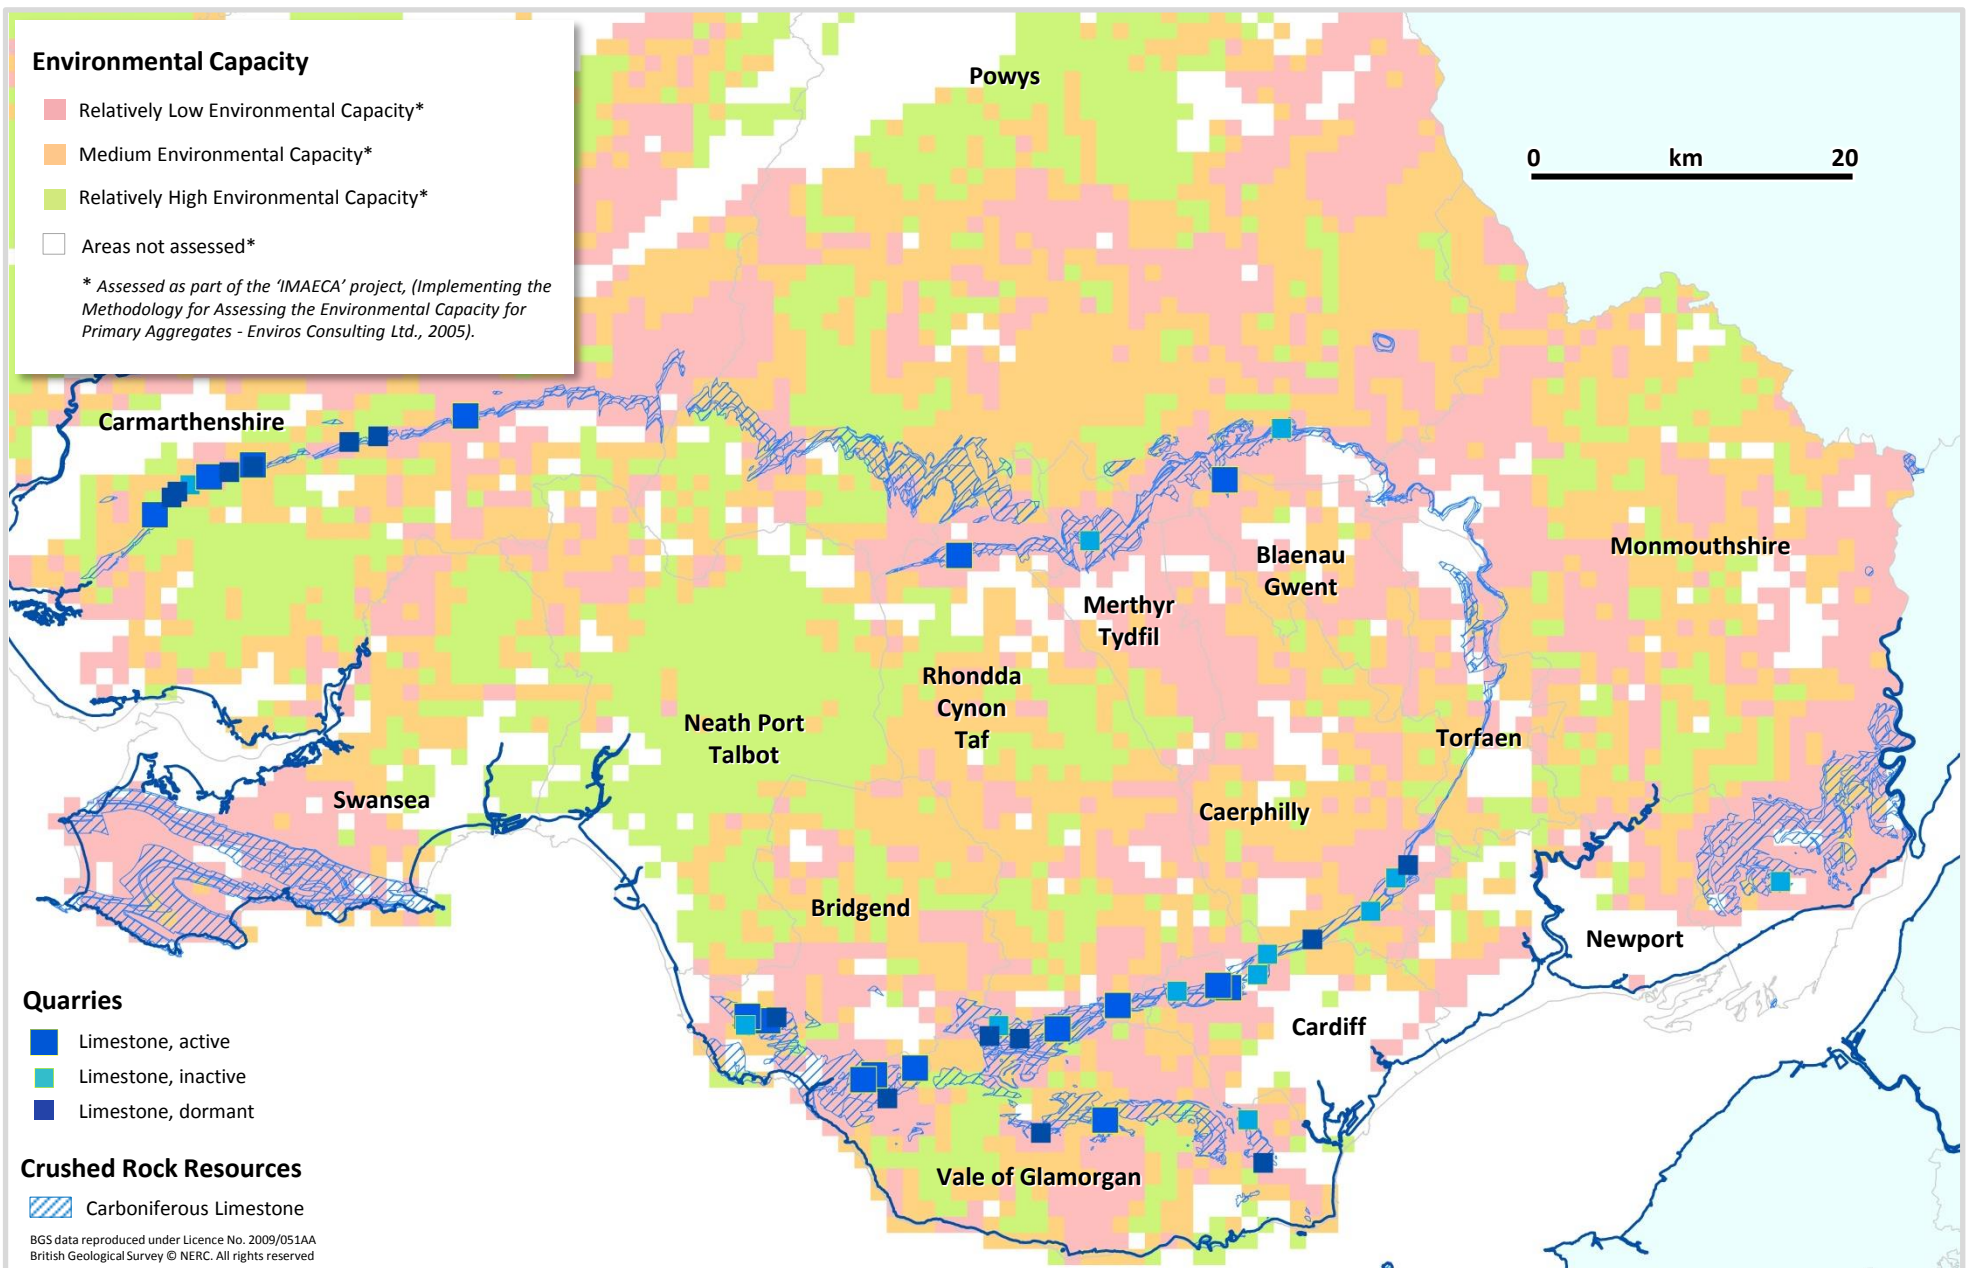 Environmental Capacity
Relatively Low Environmental Capacity*
Medium Environmental Capacity*
Relatively High Environmental Capacity*
Areas not assessed*
* Assessed as part of the ‘IMAECA’ project, (Implementing the
Methodology for Assessing the Environmental Capacity for
Primary Aggregates - Enviros Consulting Ltd., 2005).
Powys
0 km 20
Carmarthenshire
Monmouthshire
Blaenau
Gwent
Merthyr
Tydfil
Rhondda
Cynon
Taf
Neath Port
Talbot
Torfaen
Swansea
Caerphilly
Bridgend
Newport
Cardiff
Vale of Glamorgan
Quarries
Limestone, active
Limestone, inactive
Limestone, dormant
Crushed Rock Resources
Carboniferous Limestone
BGS data reproduced under Licence No. 2009/051AA
British Geological Survey © NERC. All rights reserved